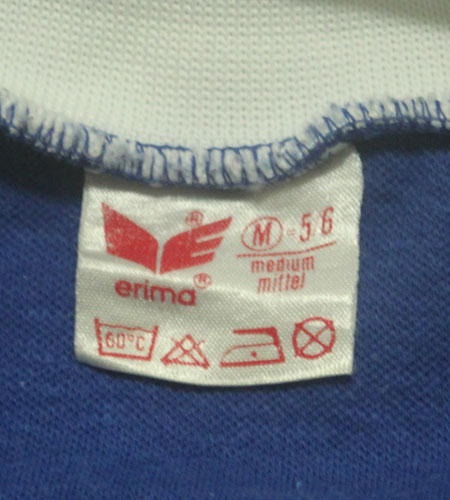 ®
M = 5/6
medium
mittel
erima®
60°C